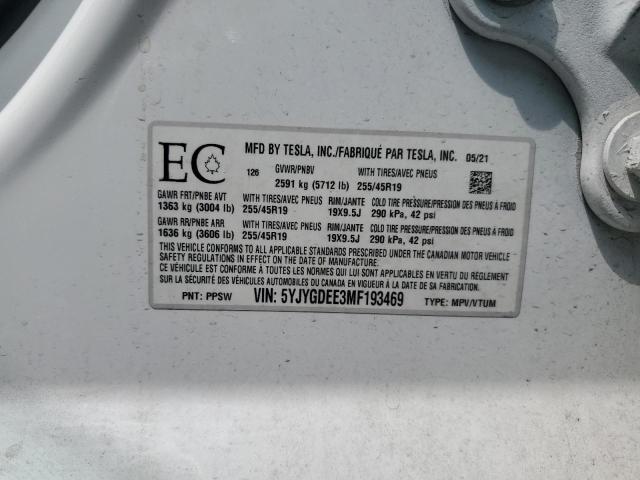 EC MFD BY TESLA, INC./FABRIQUÉ PAR TESLA, INC. 05/21
126 GVWR/PNBV WITH TIRES/AVEC PNEUS
2591 kg (5712 lb) 255/45R19
GAWR FRT/PNBE AVT WITH TIRES/AVEC PNEUS RIM/JANTE COLD TIRE PRESSURE/PRESSION DES PNEUS À FROID
1363 kg (3004 lb) 255/45R19 19X9.5J 290 kPa, 42 psi
GAWR RR/PNBE ARR WITH TIRES/AVEC PNEUS RIM/JANTE COLD TIRE PRESSURE/PRESSION DES PNEUS À FROID
1636 kg (3606 lb) 255/45R19 19X9.5J 290 kPa, 42 psi
THIS VEHICLE CONFORMS TO ALL APPLICABLE STANDARDS PRESCRIBED UNDER THE CANADIAN MOTOR VEHICLE
SAFETY REGULATIONS IN EFFECT ON THE DATE OF MANUFACTURE
CE VÉHICULE EST CONFORME À TOUTES LES NORMES QUI LUI SONT APPLICABLES EN VERTU DU RÈGLEMENT
SUR LA SÉCURITÉ DES VÉHICULES AUTOMOBILES DU CANADA EN VIGUEUR À LA DATE DE SA FABRICATION
PNT: PPSW VIN: 5YJYGDEE3MF193469 TYPE: MPV/VTUM